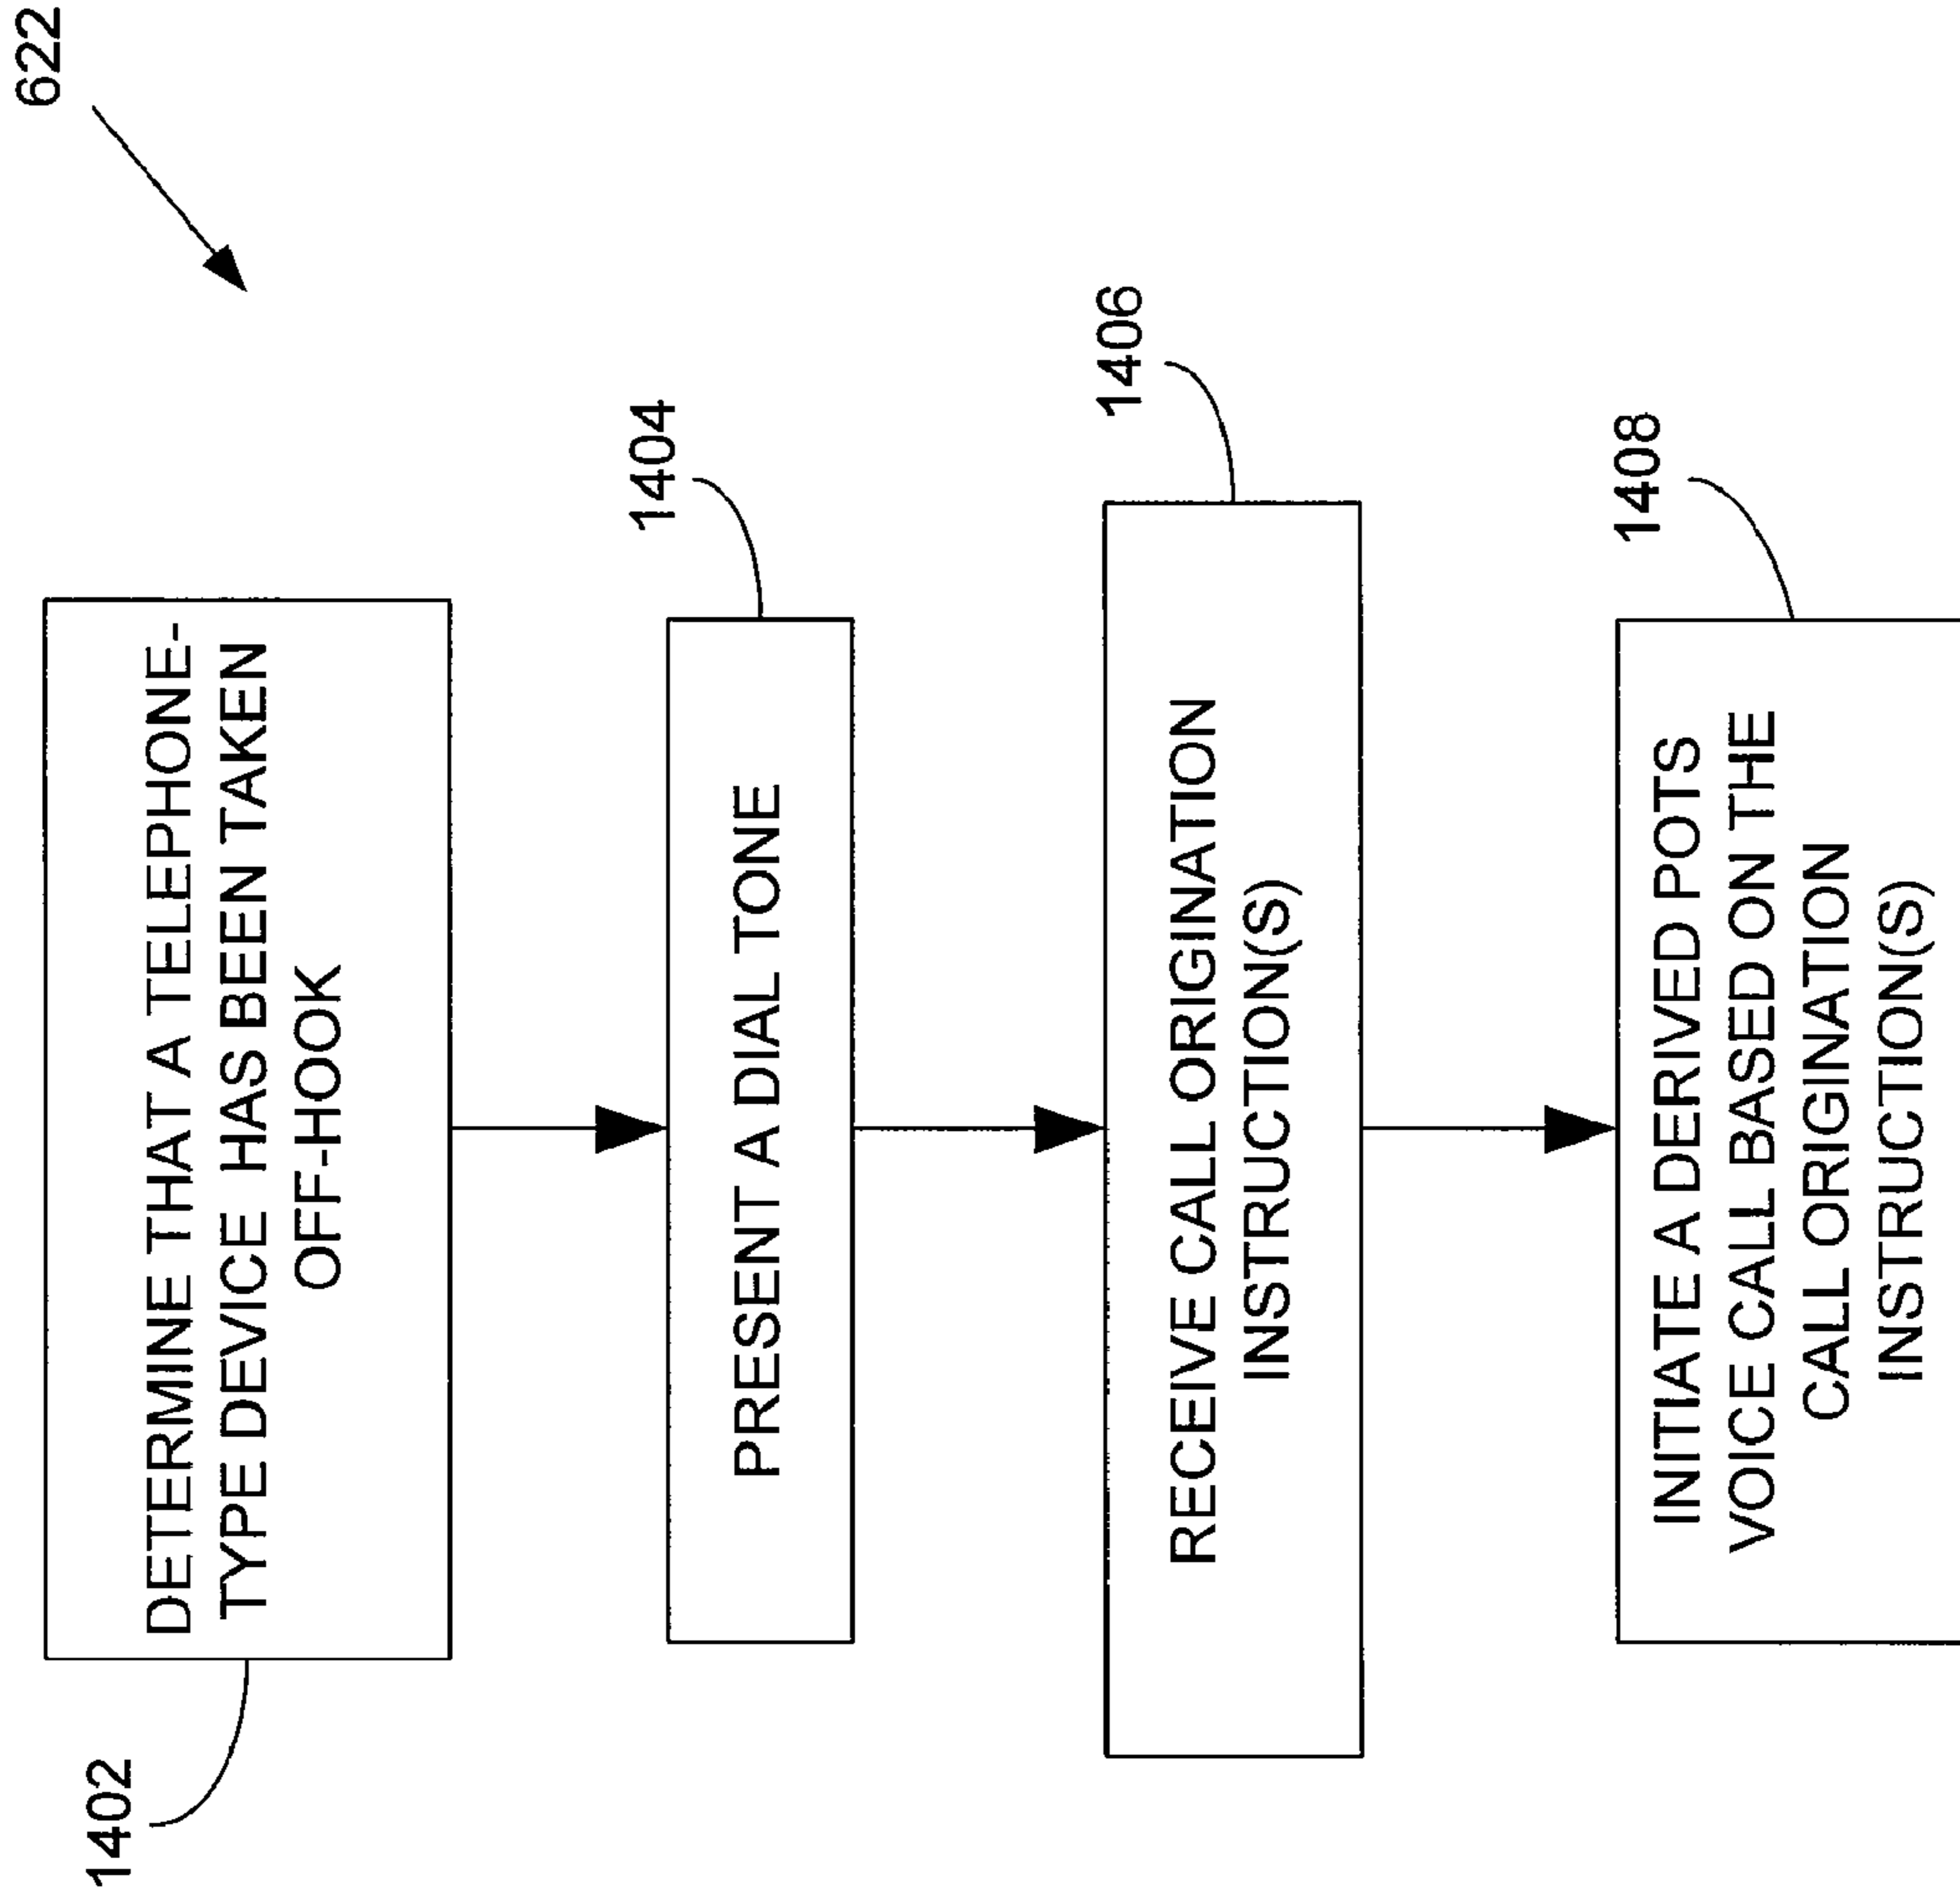 622
1402
DETERMINE THAT A TELEPHONE-
TYPE DEVICE HAS BEEN TAKEN
OFF-HOOK
1404
PRESENT A DIAL TONE
1406
RECEIVE CALL ORIGINATION
INSTRUCTION(S)
1408
INITIATE A DERIVED POTS
VOICE CALL BASED ON THE
CALL ORIGINATION
INSTRUCTION(S)